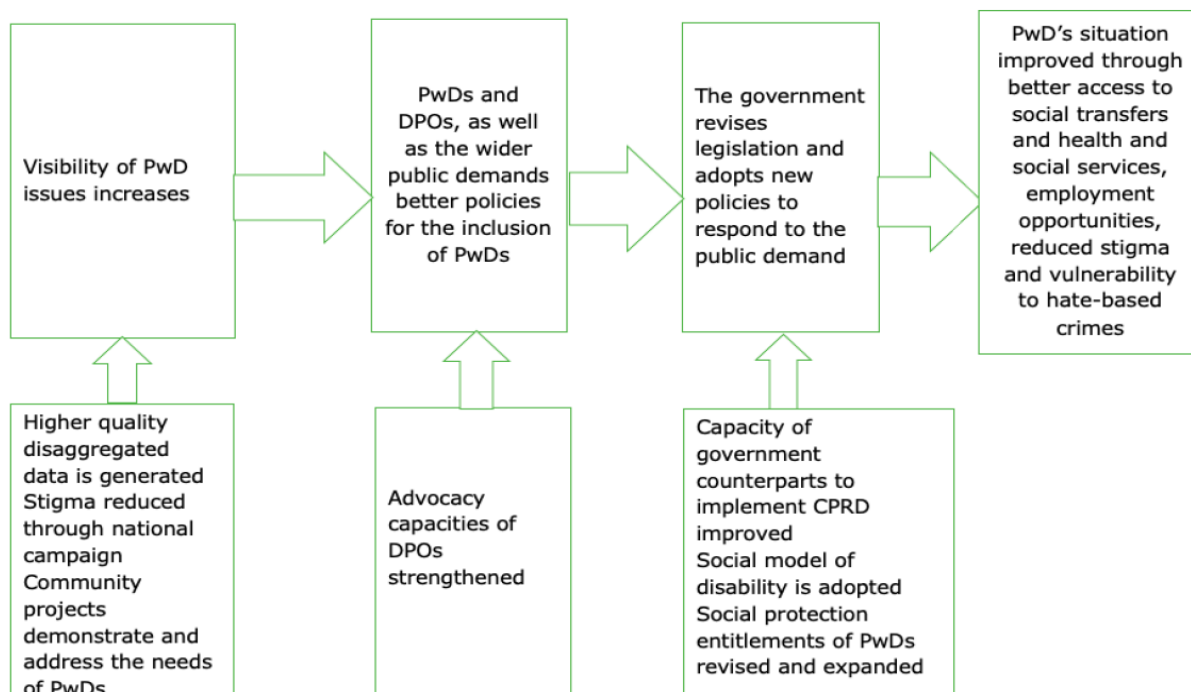 Visibility of PwD
issues increases
PwDs and
DPOs, as well
as the wider
public demands
better policies
for the inclusion
of PwDs
The government
revises
legislation and
adopts new
policies to
respond to the
public demand
PwD’s situation
improved through
better access to
social transfers
and health and
social services,
employment
opportunities,
reduced stigma
and vulnerability
to hate-based
crimes
Higher quality
disaggregated
data is generated
Stigma reduced
through national
campaign
Community
projects
demonstrate and
address the needs
of PwDs
Advocacy
capacities of
DPOs
strengthened
Capacity of
government
counterparts to
implement CPRD
improved
Social model of
disability is adopted
Social protection
entitlements of PwDs
revised and expanded